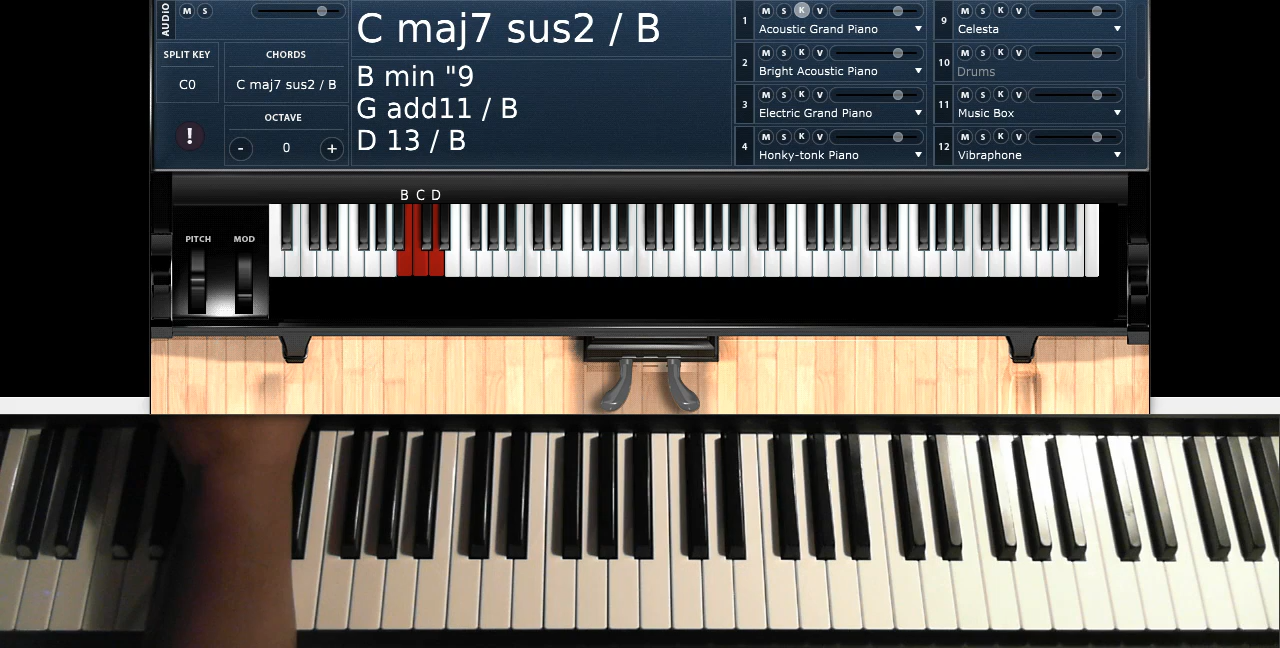 AUDIO
M S
SPLIT KEY
C0
CHORDS
C maj7 sus2 / B
OCTAVE
- 0 +
!
C maj7 sus2 / B
B min "9
G add11 / B
D 13 / B
1 M S K V
Acoustic Grand Piano
2 M S K V
Bright Acoustic Piano
3 M S K V
Electric Grand Piano
4 M S K V
Honky-tonk Piano
9 M S K V
Celesta
10 M S K V
Drums
11 M S K V
Music Box
12 M S K V
Vibraphone
B C D
PITCH MOD